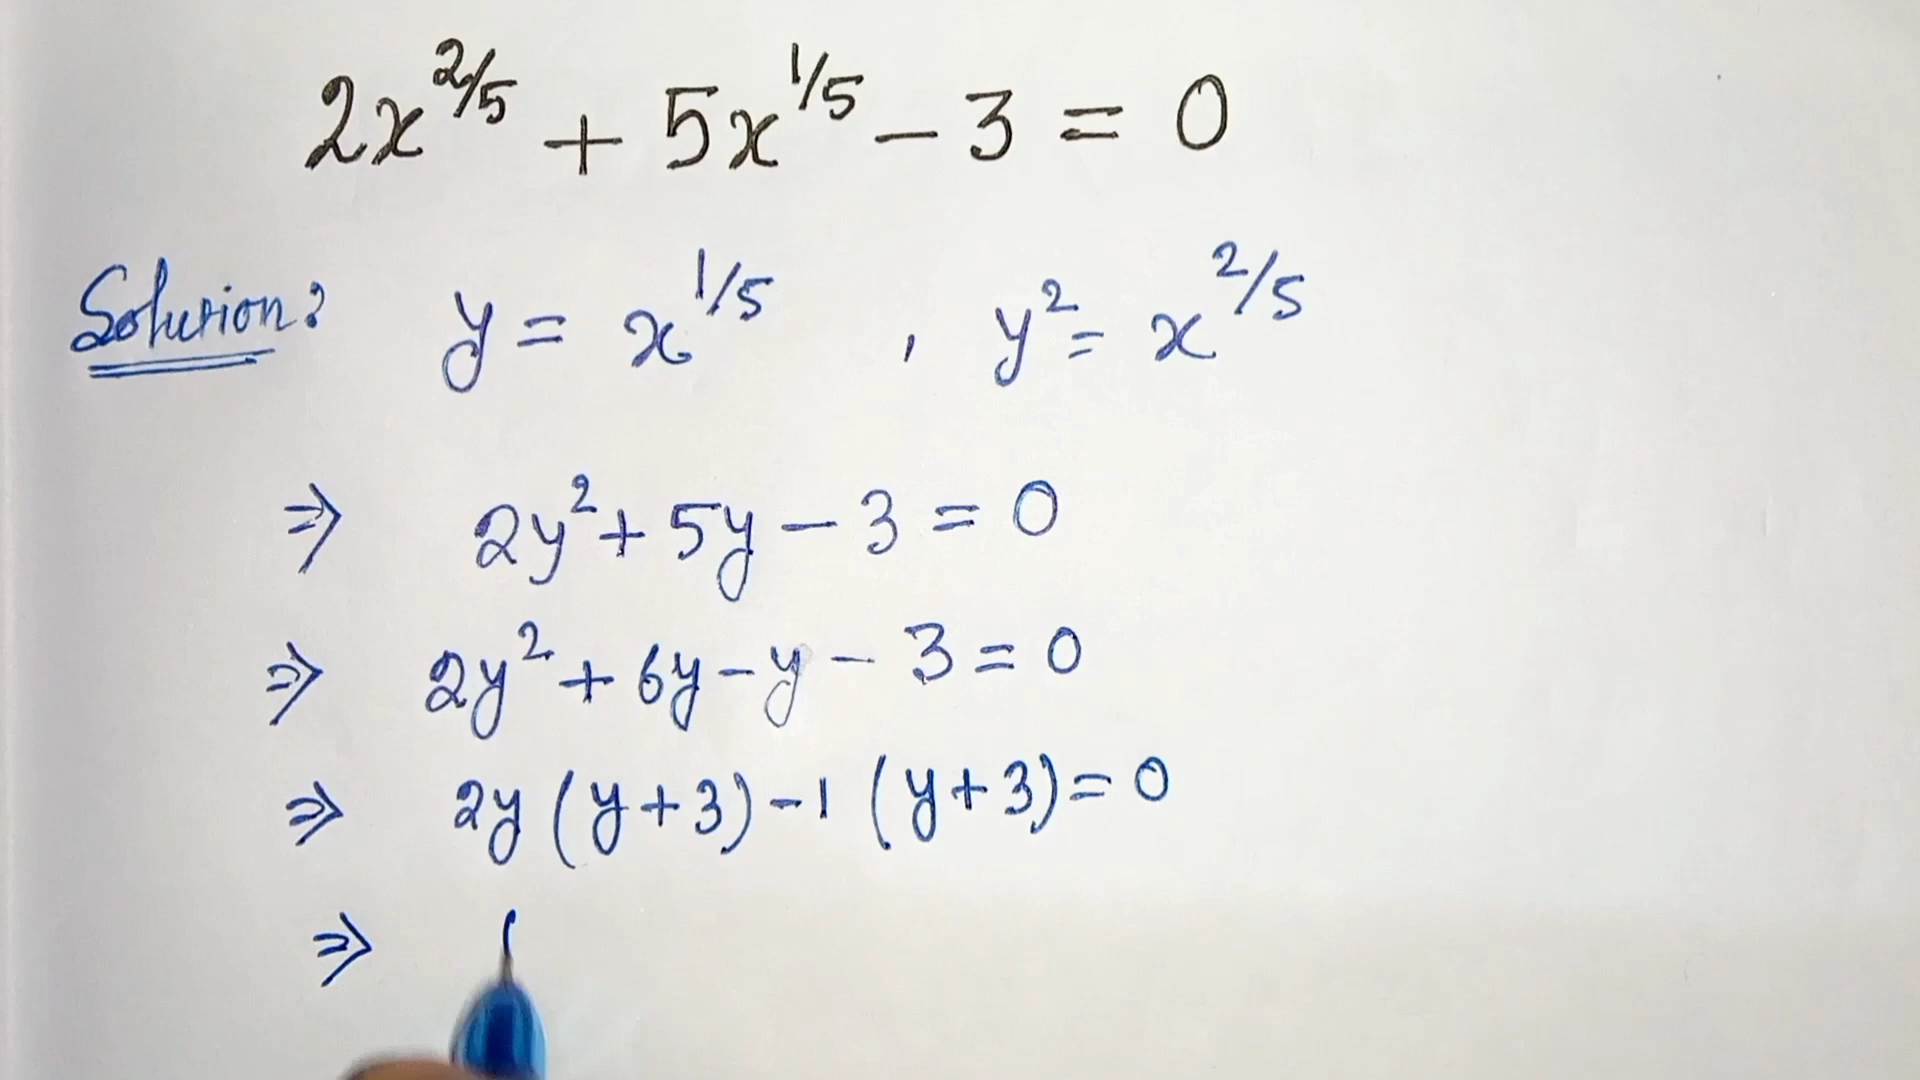 2x^{2/5} + 5x^{1/5} - 3 = 0
Solution: y = x^{1/5} , y^2 = x^{2/5}
⇒ 2y^2 + 5y - 3 = 0
⇒ 2y^2 + 6y - y - 3 = 0
⇒ 2y (y + 3) - 1 (y + 3) = 0
⇒ (